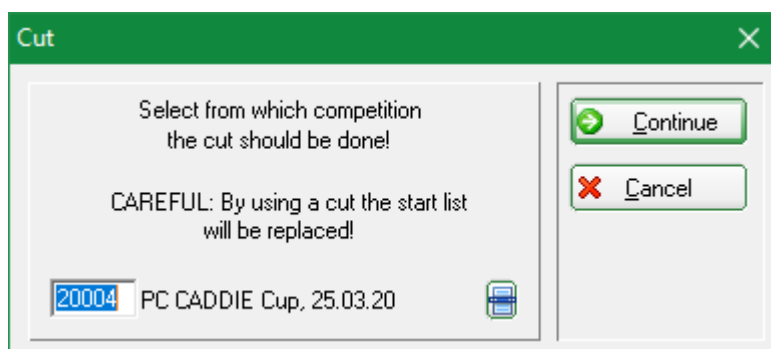 Cut
Select from which competition
the cut should be done!
CAREFUL: By using a cut the start list
will be replaced!
20004 PC CADDIE Cup, 25.03.20
Continue
Cancel